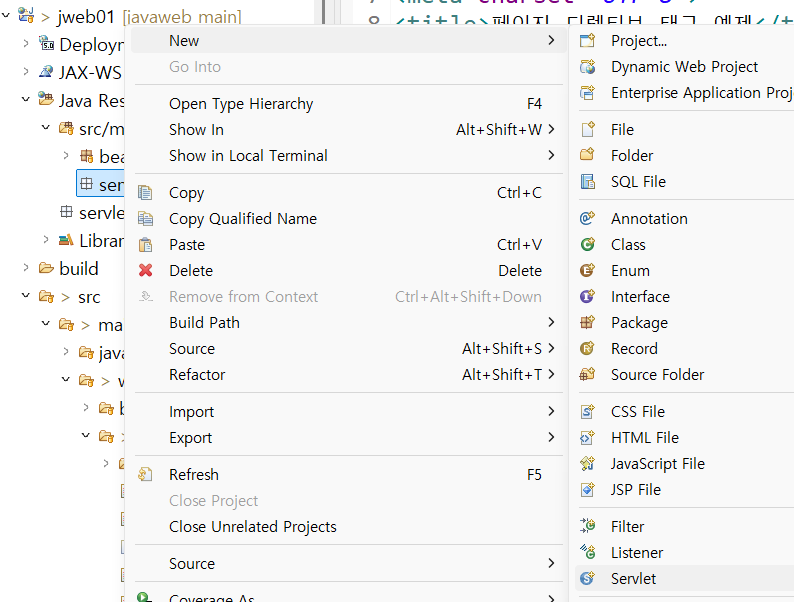 jweb01 [javaweb main]
Deployn
JAX-WS
Java Res
src/m
bea
ser
servle
Librar
build
> src
> ma
java
> w
b
>
<meta charset="UTF-8">
8 <title>페이지 디렉티브 태그 예제</t
New
Go Into
Open Type Hierarchy F4
Show In Alt+Shift+W >
Show in Local Terminal >
Copy Ctrl+C
Copy Qualified Name
Paste Ctrl+V
Delete Delete
Remove from Context Ctrl+Alt+Shift+Down
Build Path >
Source Alt+Shift+S >
Refactor Alt+Shift+T >
Import >
Export >
Refresh F5
Close Project
Close Unrelated Projects
Source >
Coverage As >
Project...
Dynamic Web Project
Enterprise Application Proj
File
Folder
SQL File
Annotation
Class
Enum
Interface
Package
Record
Source Folder
CSS File
HTML File
JavaScript File
JSP File
Filter
Listener
Servlet